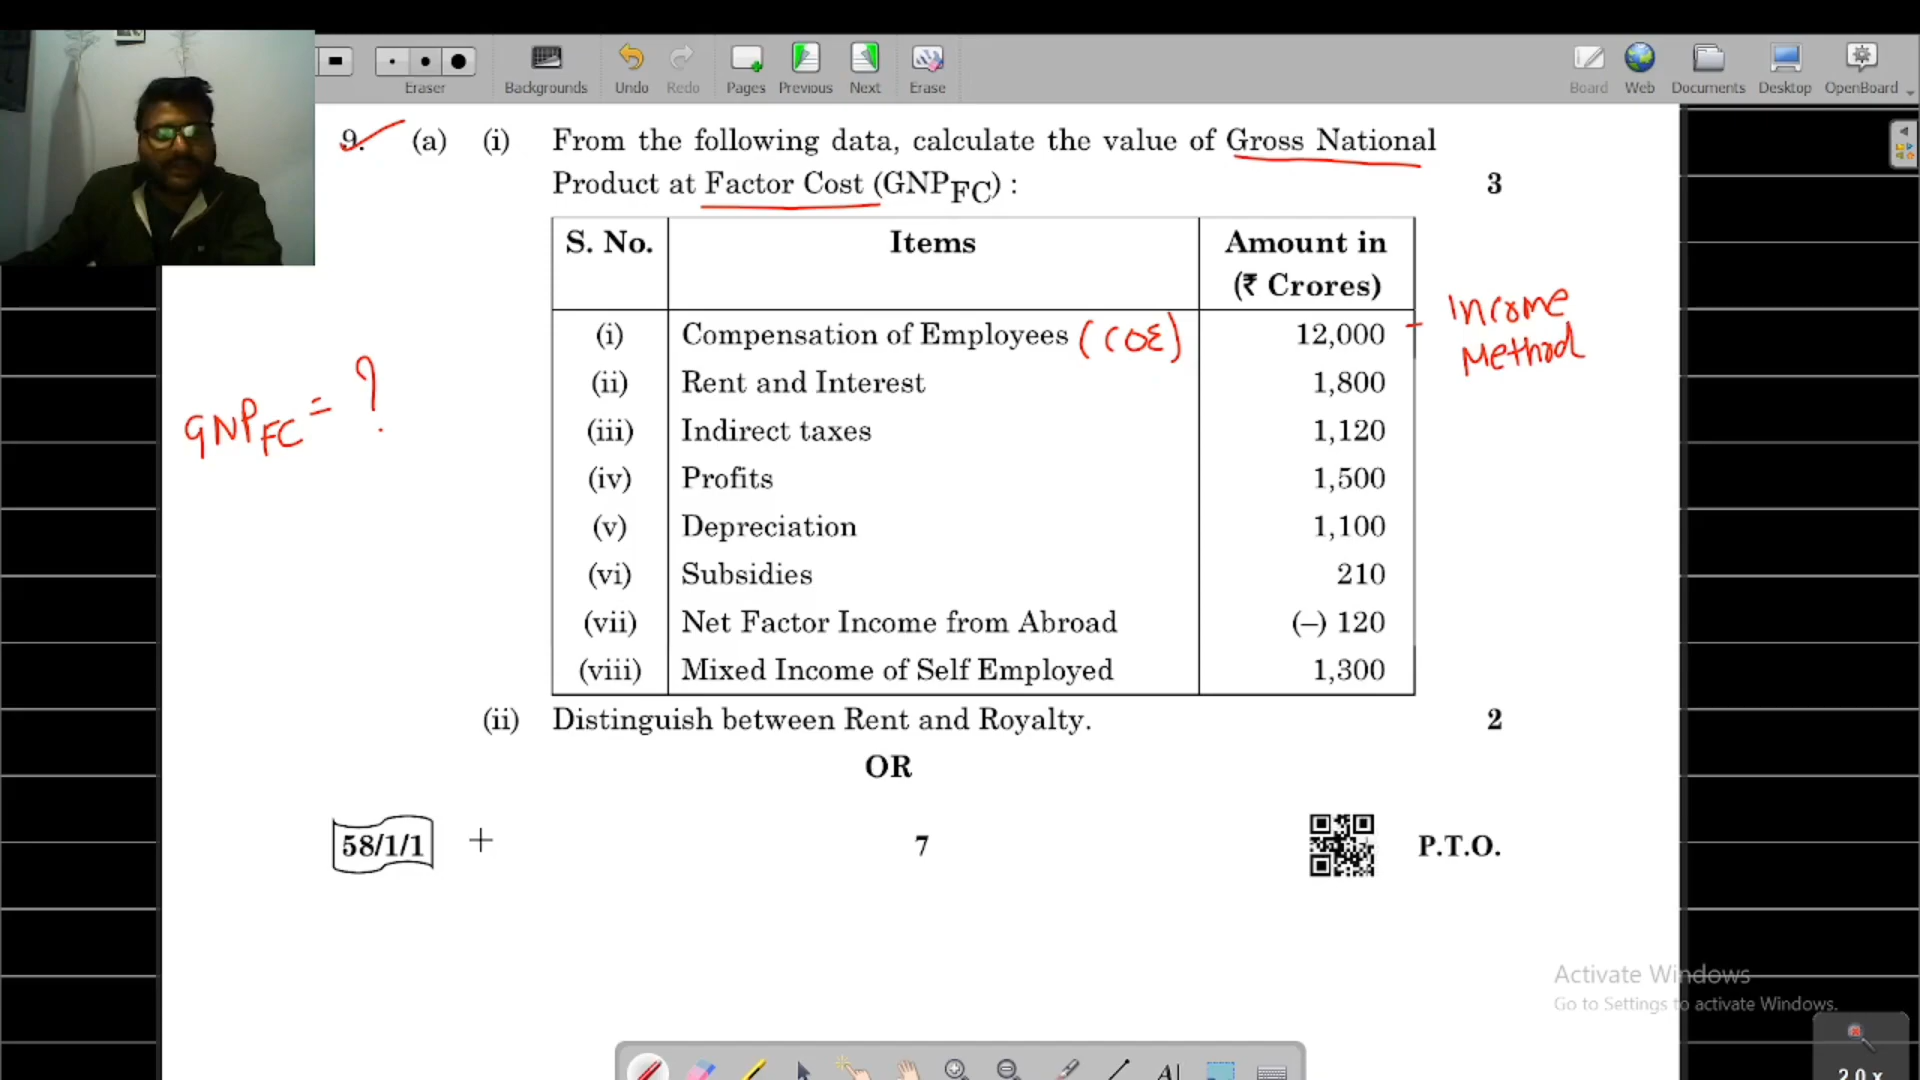 Eraser Backgrounds Undo Redo Pages Previous Next Erase Board Web Documents Desktop OpenBoard
9. (a) (i) From the following data, calculate the value of Gross National
Product at Factor Cost (GNPFC) : 3
S. No. Items Amount in
(₹ Crores)
(i) Compensation of Employees (COE) 12,000 - Income
Method
(ii) Rent and Interest 1,800
GNPFC = ?
(iii) Indirect taxes 1,120
(iv) Profits 1,500
(v) Depreciation 1,100
(vi) Subsidies 210
(vii) Net Factor Income from Abroad (–) 120
(viii) Mixed Income of Self Employed 1,300
(ii) Distinguish between Rent and Royalty. 2
OR
58/1/1 + 7 P.T.O.
Activate Windows
Go to Settings to activate Windows.
2.0 x